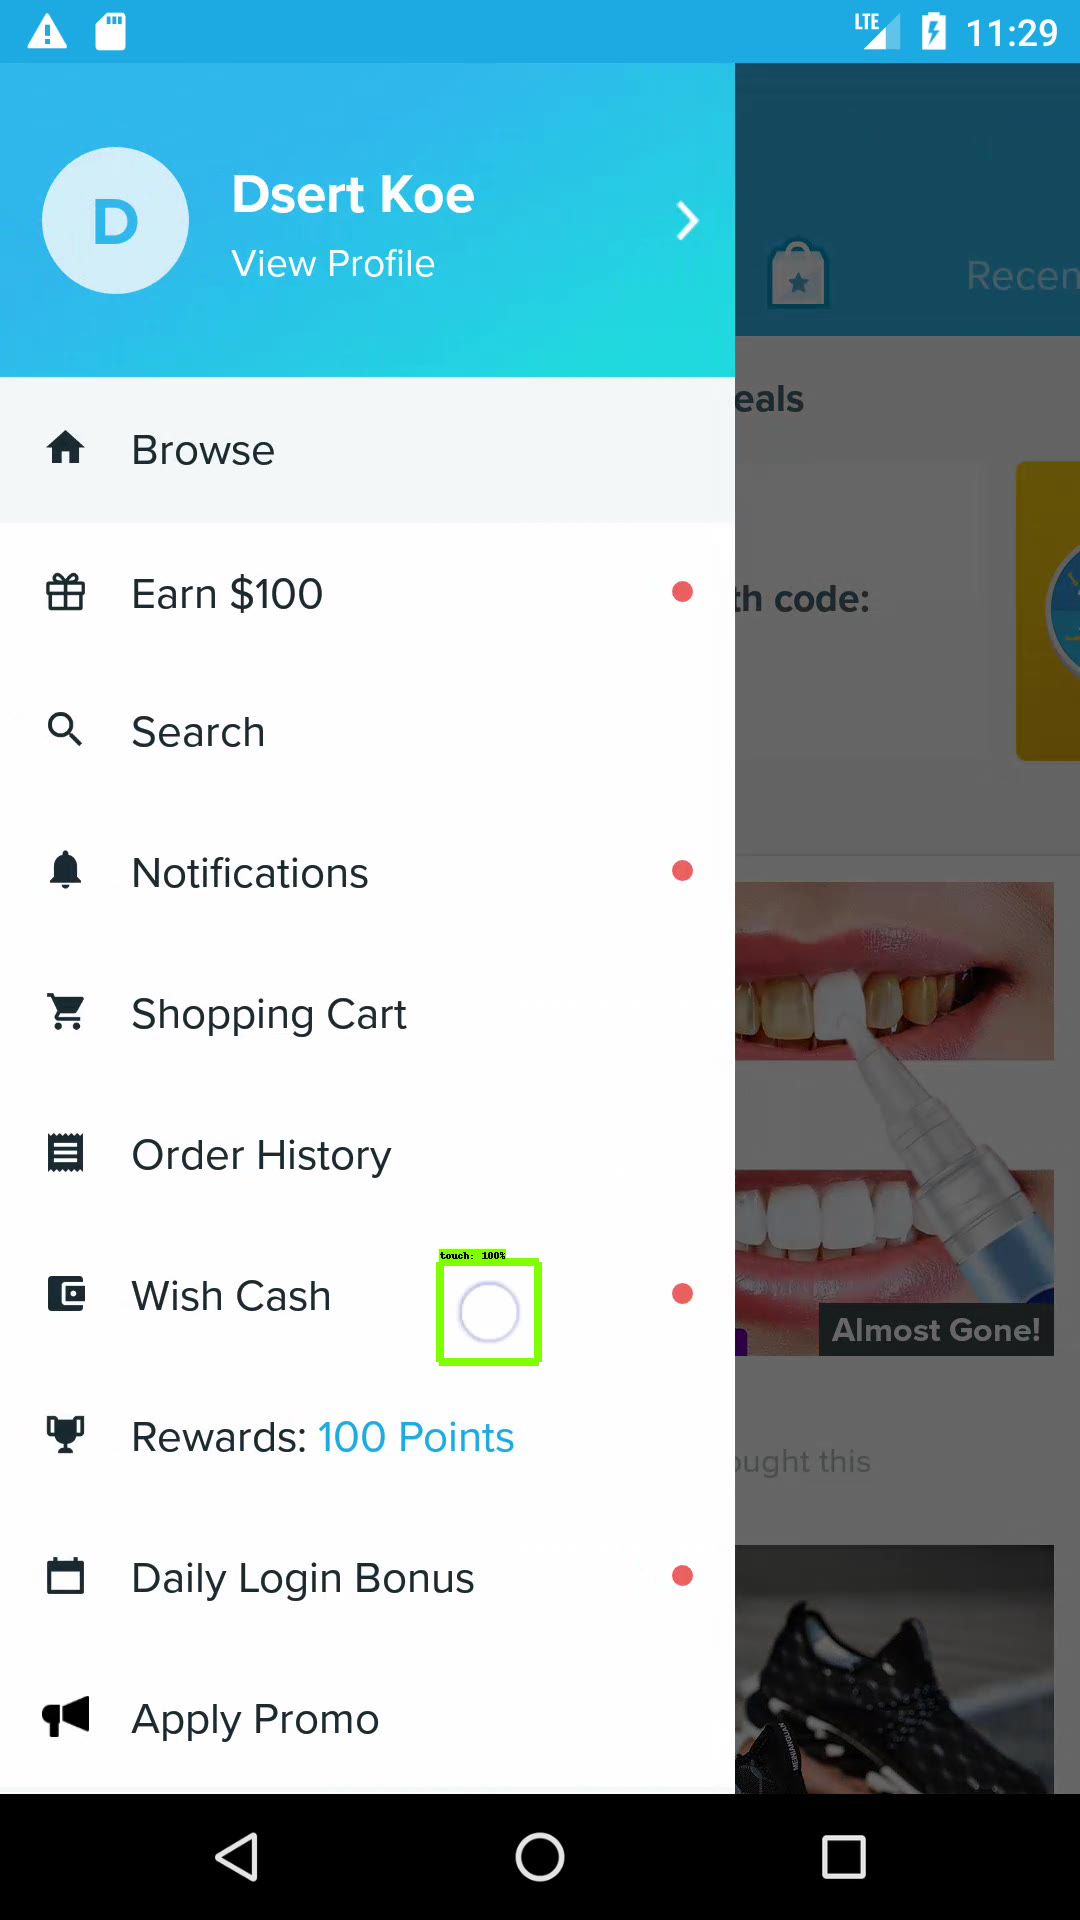 LTE 11:29
D
Dsert Koe
View Profile
Recen
Browse
eals
Earn $100
th code:
Search
Notifications
Shopping Cart
Order History
touch: 100%
Wish Cash
Almost Gone!
Rewards: 100 Points
ought this
Daily Login Bonus
Apply Promo